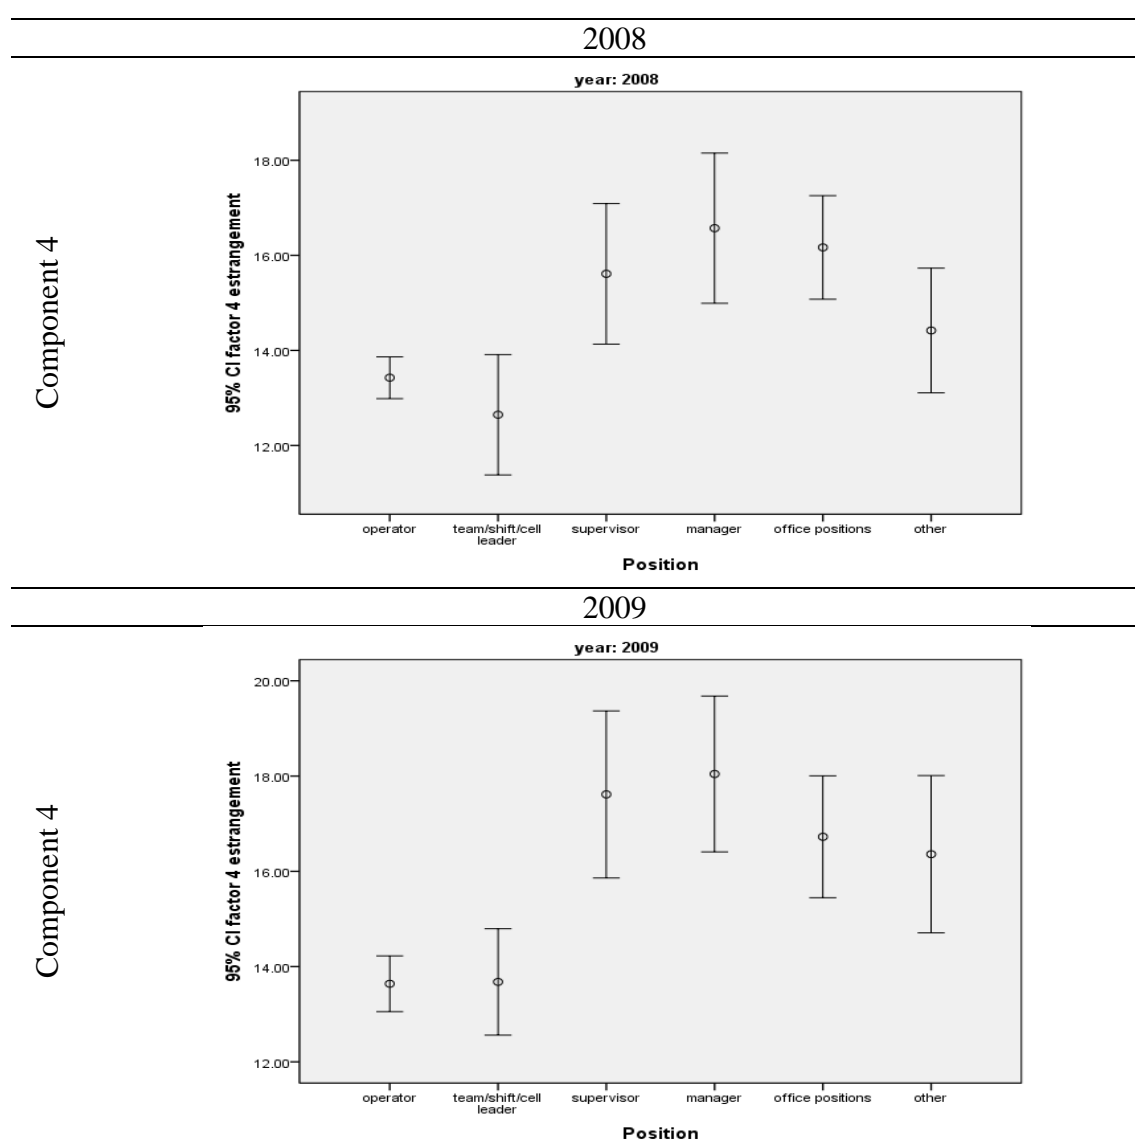 2008
Component 4
year: 2008
95% CI factor 4 estrangement
18.00
16.00
14.00
12.00
operator
team/shift/cell
leader
supervisor
manager
office positions
other
Position
2009
Component 4
year: 2009
95% CI factor 4 estrangement
20.00
18.00
16.00
14.00
12.00
operator
team/shift/cell
leader
supervisor
manager
office positions
other
Position